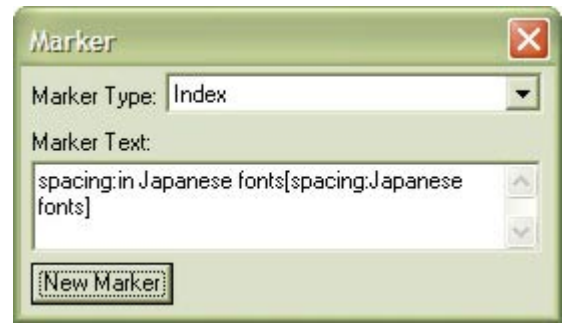 Marker
Marker Type: Index
Marker Text:
spacing:in Japanese fonts[spacing:Japanese
fonts]
New Marker